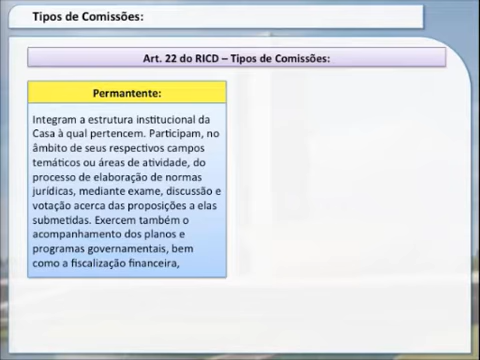 Tipos de Comissões:
Art. 22 do RICD – Tipos de Comissões:
Permantente:
Integram a estrutura institucional da
Casa à qual pertencem. Participam, no
âmbito de seus respectivos campos
temáticos ou áreas de atividade, do
processo de elaboração de normas
jurídicas, mediante exame, discussão e
votação acerca das proposições a elas
submetidas. Exercem também o
acompanhamento dos planos e
programas governamentais, bem
como a fiscalização financeira,